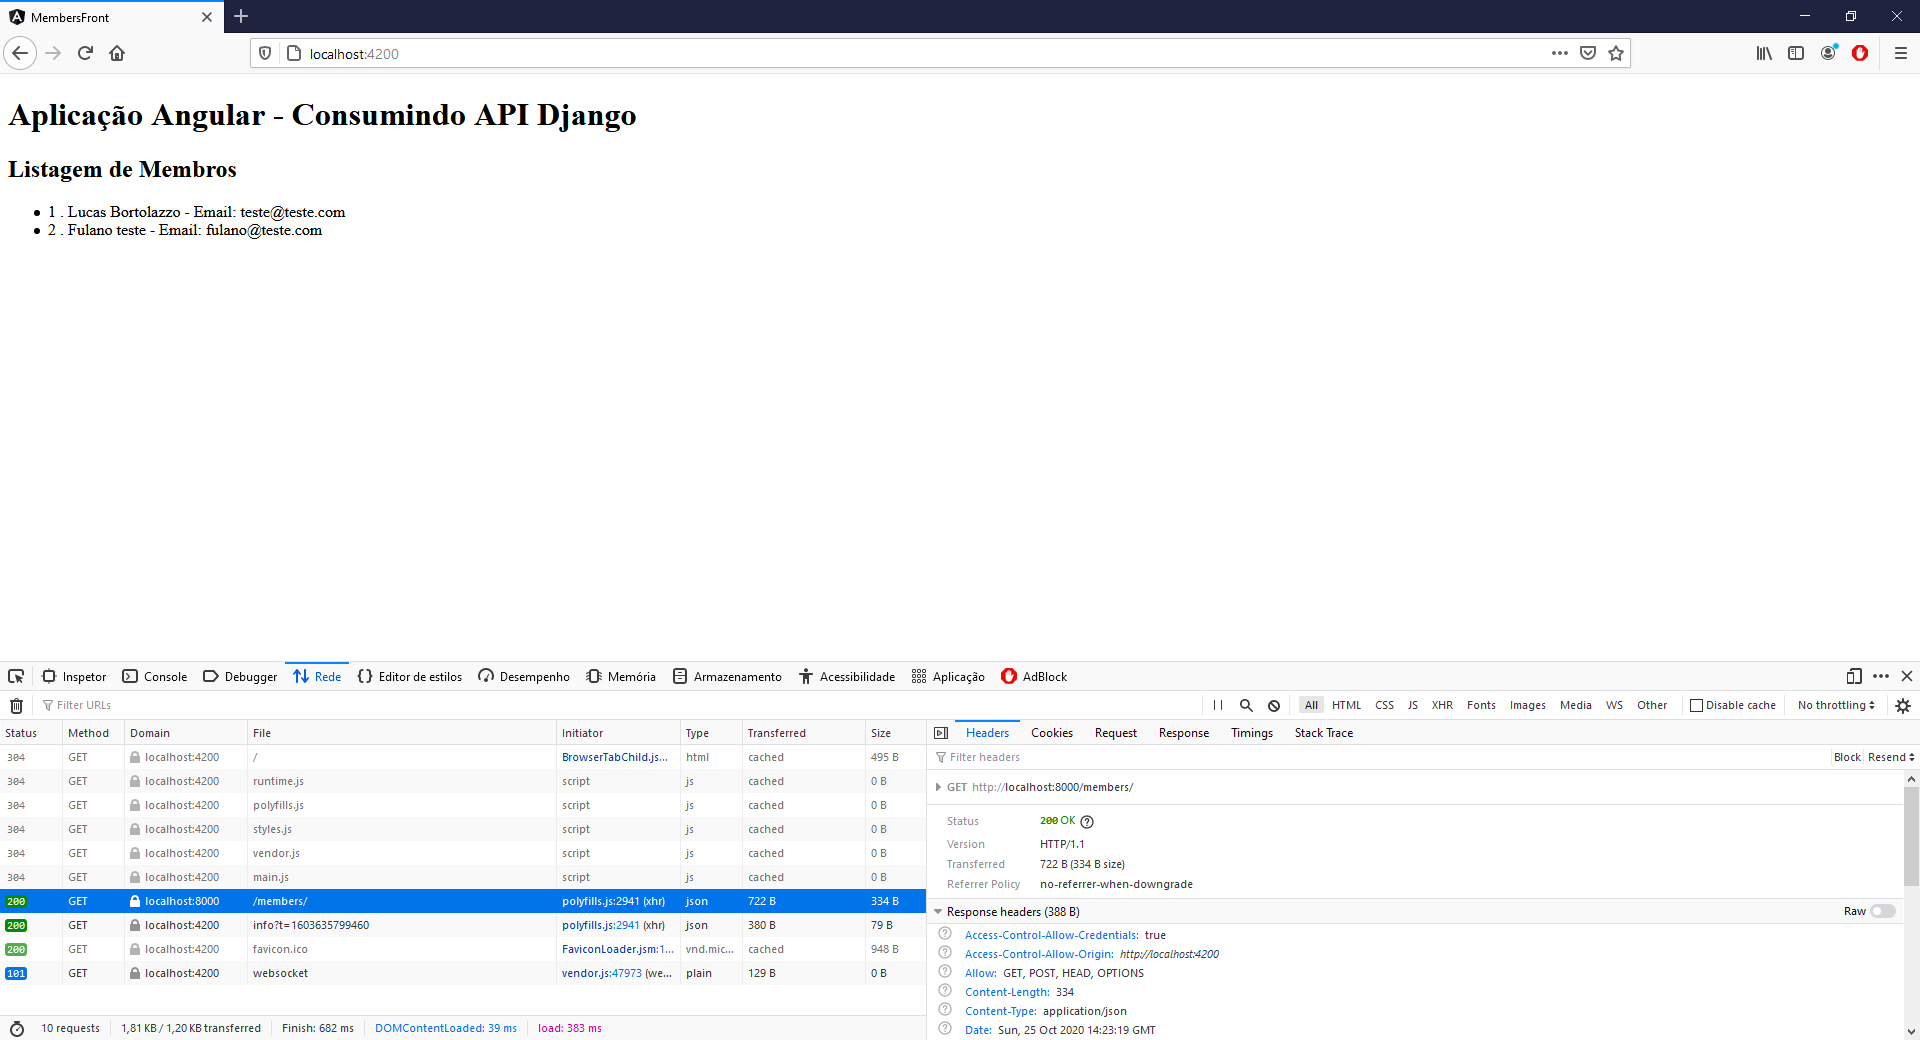 MembersFront
localhost:4200
Aplicação Angular - Consumindo API Django
Listagem de Membros
1 . Lucas Bortolazzo - Email: teste@teste.com
2 . Fulano teste - Email: fulano@teste.com
Inspetor Console Debugger Rede Editor de estilos Desempenho Memória Armazenamento Acessibilidade Aplicação AdBlock
Filter URLs All HTML CSS JS XHR Fonts Images Media WS Other Disable cache No throttling
Status Method Domain File Initiator Type Transferred Size
304 GET localhost:4200 / BrowserTabChild.js... html cached 495 B
304 GET localhost:4200 runtime.js script js cached 0 B
304 GET localhost:4200 polyfills.js script js cached 0 B
304 GET localhost:4200 styles.js script js cached 0 B
304 GET localhost:4200 vendor.js script js cached 0 B
304 GET localhost:4200 main.js script js cached 0 B
200 GET localhost:8000 /members/ polyfills.js:2941 (xhr) json 722 B 334 B
200 GET localhost:4200 info?t=1603635799460 polyfills.js:2941 (xhr) json 380 B 79 B
200 GET localhost:4200 favicon.ico FaviconLoader.jsm:1... vnd.mic... cached 948 B
101 GET localhost:4200 websocket vendor.js:47973 (we... plain 129 B 0 B
10 requests 1,81 KB / 1,20 KB transferred Finish: 682 ms DOMContentLoaded: 39 ms load: 383 ms
Headers Cookies Request Response Timings Stack Trace
Filter headers Block Resend
GET http://localhost:8000/members/
Status 200 OK
Version HTTP/1.1
Transferred 722 B (334 B size)
Referrer Policy no-referrer-when-downgrade
Response headers (388 B) Raw
Access-Control-Allow-Credentials: true
Access-Control-Allow-Origin: http://localhost:4200
Allow: GET, POST, HEAD, OPTIONS
Content-Length: 334
Content-Type: application/json
Date: Sun, 25 Oct 2020 14:23:19 GMT